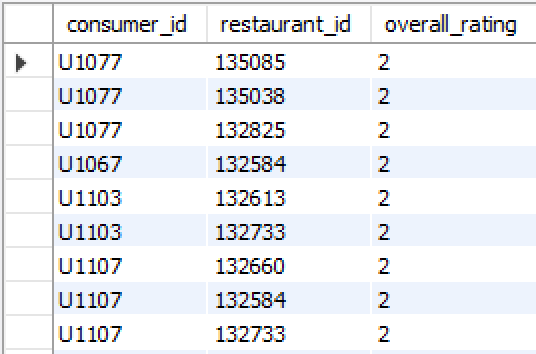 consumer_id restaurant_id overall_rating
U1077 135085 2
U1077 135038 2
U1077 132825 2
U1067 132584 2
U1103 132613 2
U1103 132733 2
U1107 132660 2
U1107 132584 2
U1107 132733 2